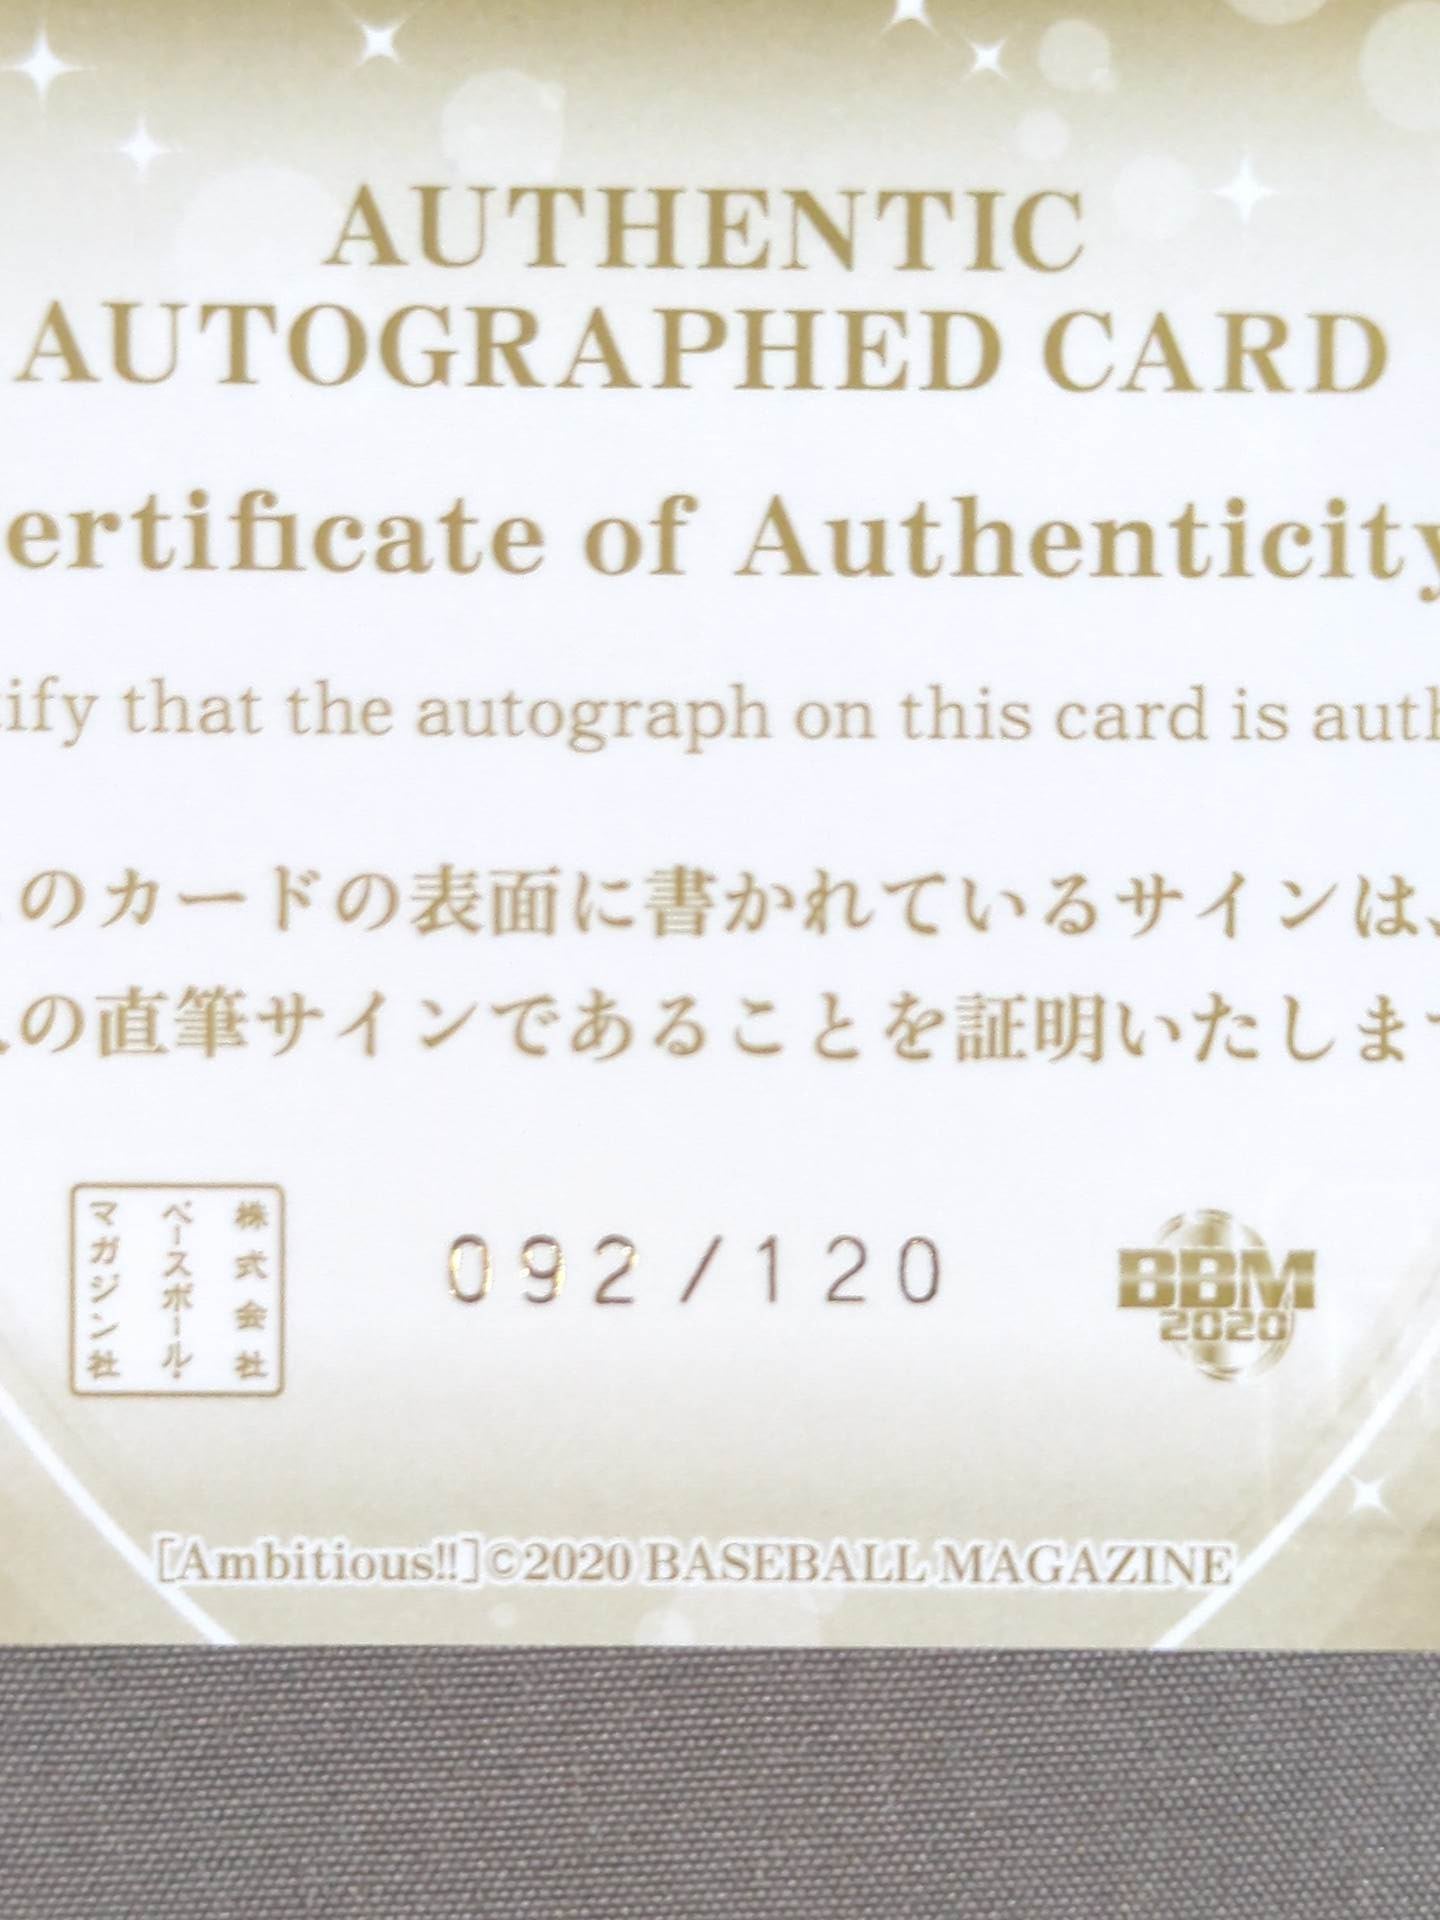 AUTHENTIC
AUTOGRAPHED CARD
ertificate of Authenticity
tify that the autograph on this card is auth
のカードの表面に書かれているサインは、
の直筆サインであることを証明いたしま
株式会社
ベースボール・
マガジン社
092/120
BBM
2020
[Ambitious!!]©2020 BASEBALL MAGAZINE